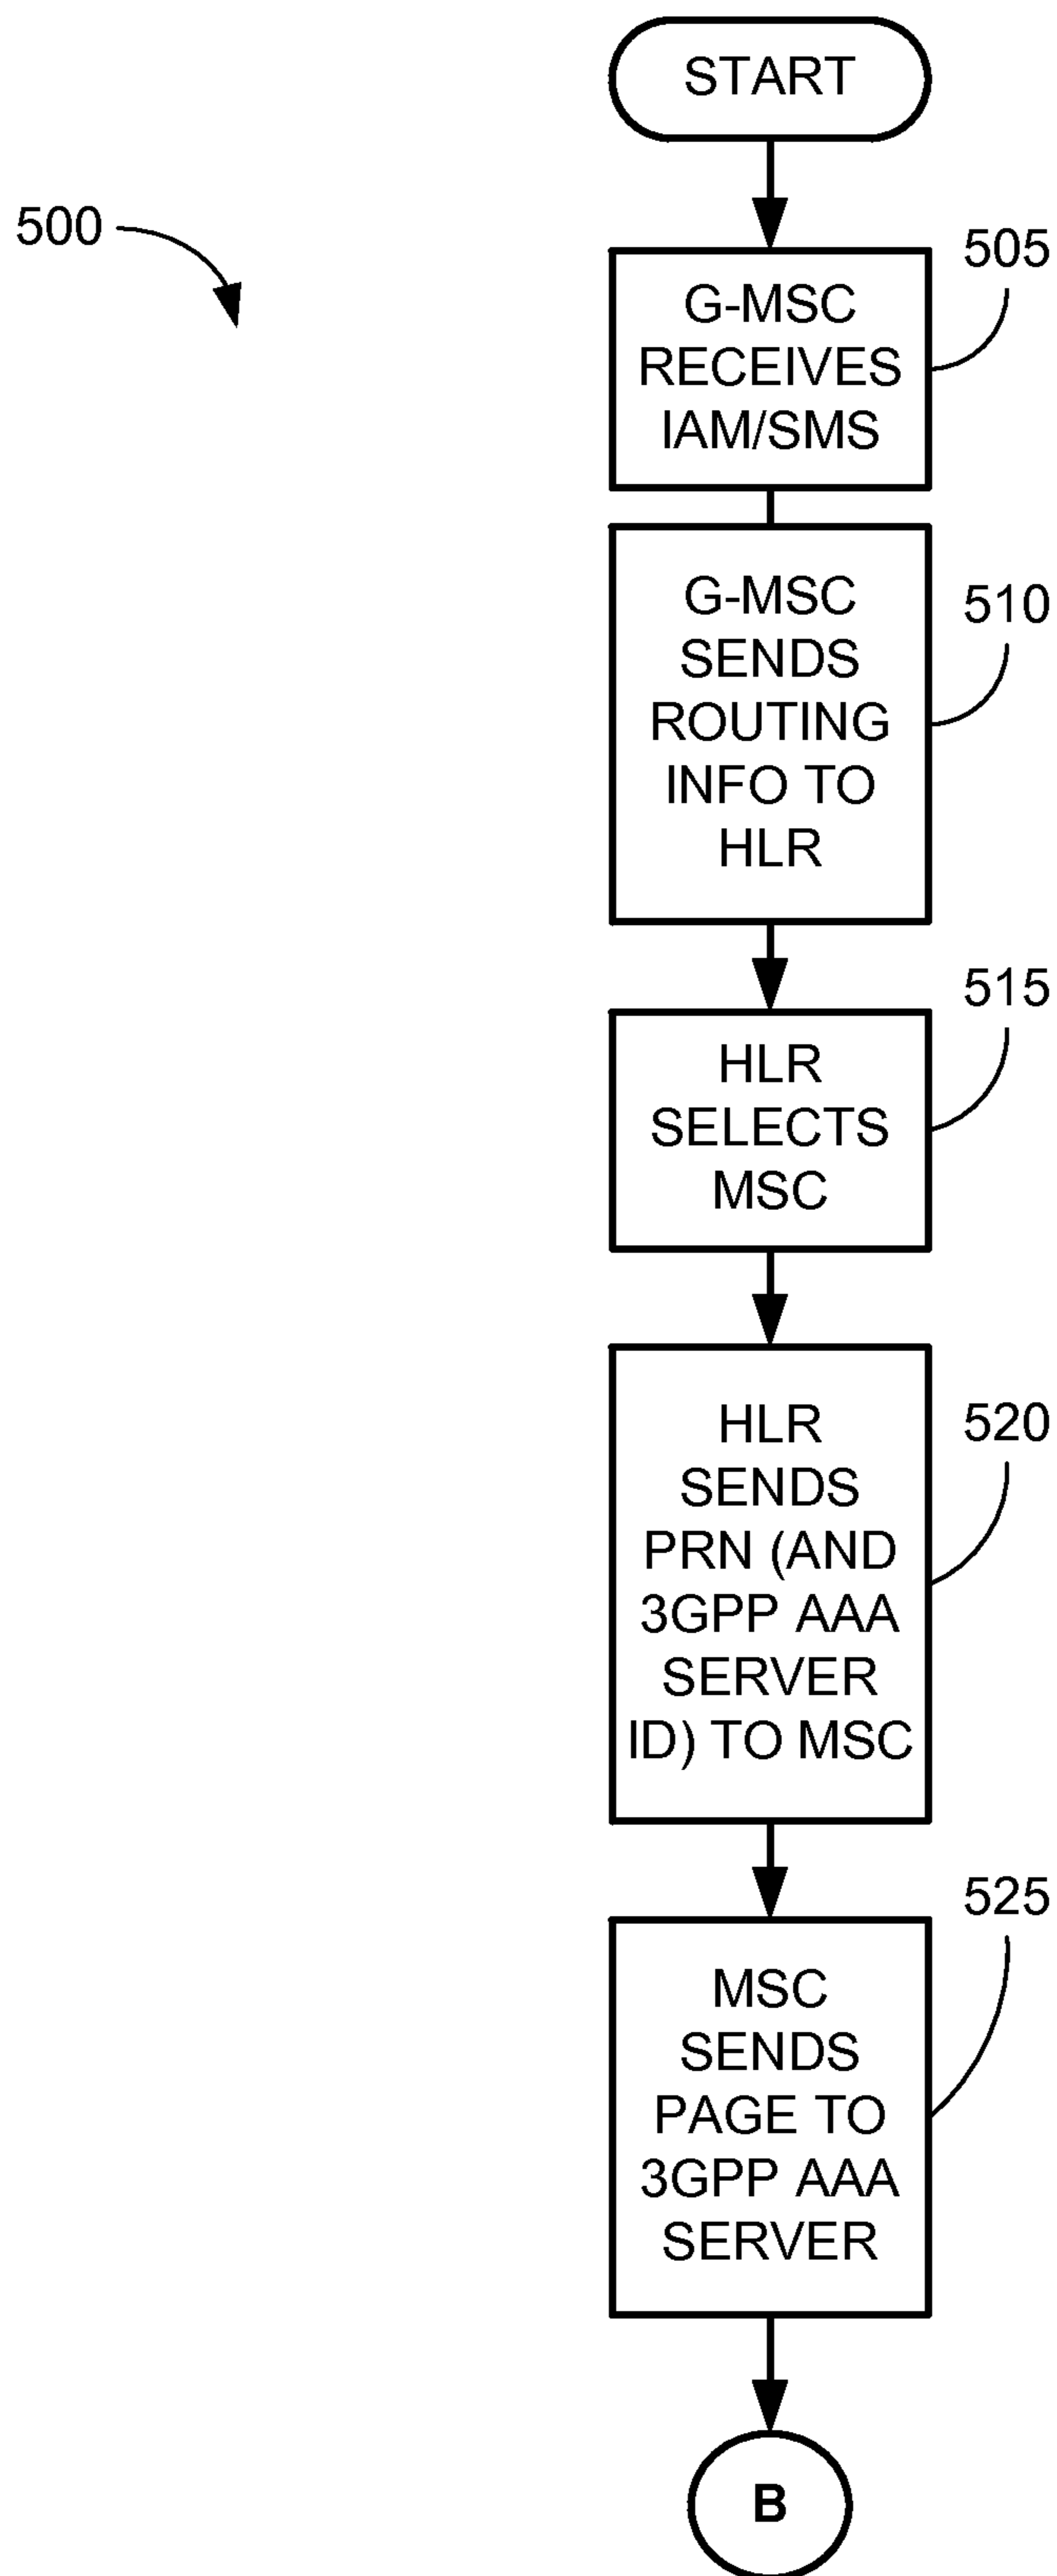 START
500
505
G-MSC
RECEIVES
IAM/SMS
510
G-MSC
SENDS
ROUTING
INFO TO
HLR
515
HLR
SELECTS
MSC
520
HLR
SENDS
PRN (AND
3GPP AAA
SERVER
ID) TO MSC
525
MSC
SENDS
PAGE TO
3GPP AAA
SERVER
B